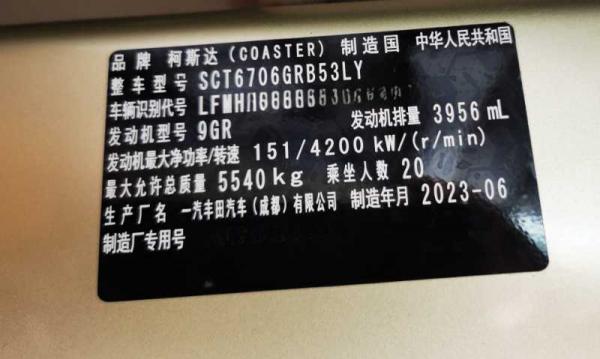 品牌 柯斯达(COASTER) 制造国 中华人民共和国
整车型号 SCT6706GRB53LY
车辆识别代号
发动机型号 9GR 发动机排量 3956 mL
发动机最大净功率/转速 151/4200 kW/(r/min)
最大允许总质量 5540kg 乘坐人数 20
生产厂名 一汽丰田汽车(成都)有限公司 制造年月 2023-06
制造厂专用号